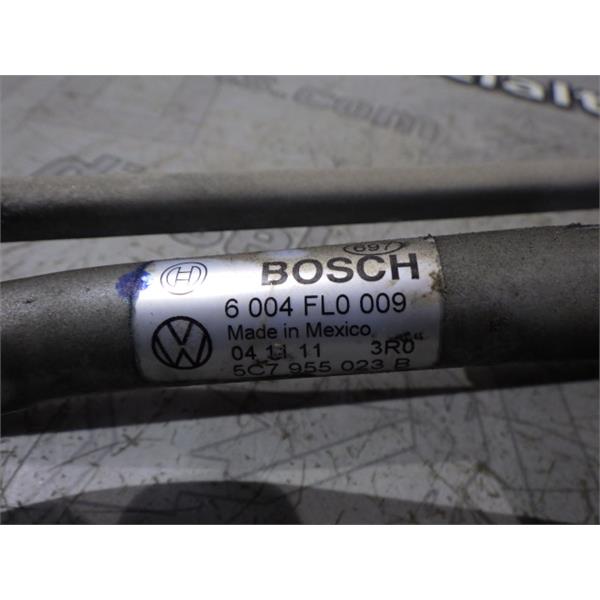 697
BOSCH
6 004 FL0 009
Made in Mexico
04 11 11 3R0
5C7 955 023 B